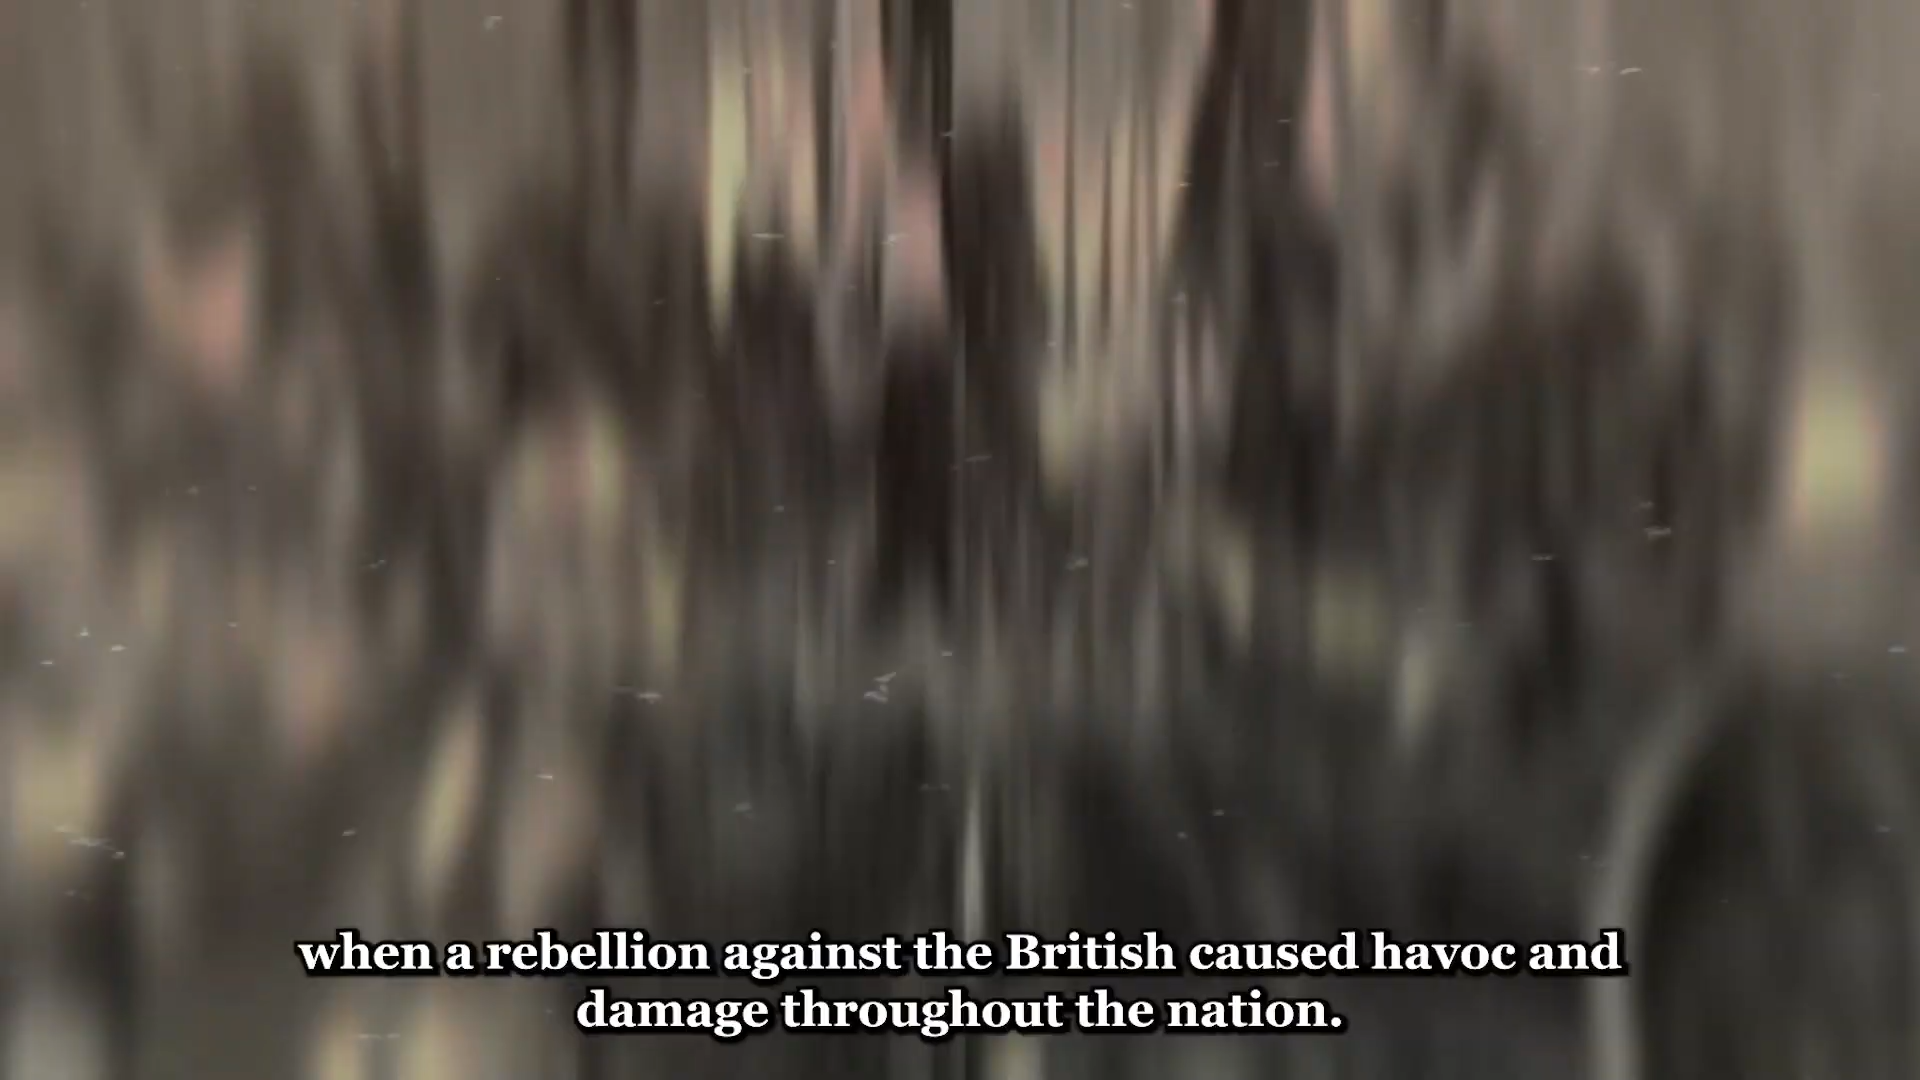 when a rebellion against the British caused havoc and
damage throughout the nation.